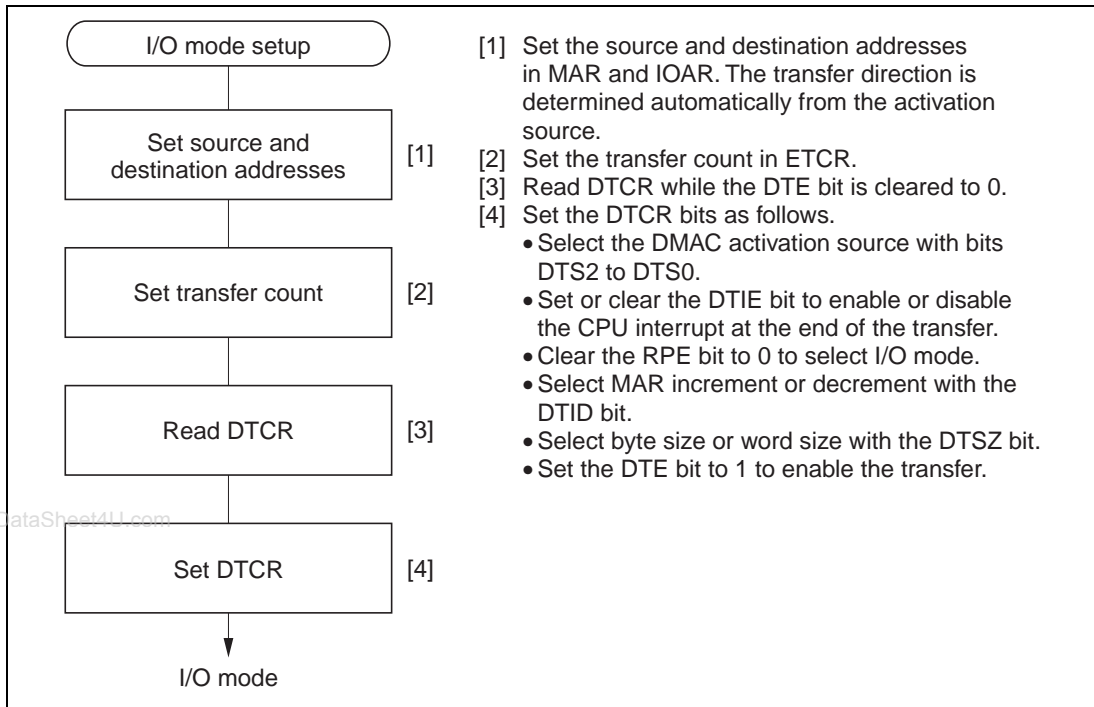 I/O mode setup
Set source and
destination addresses
[1]
Set transfer count
[2]
Read DTCR
[3]
Set DTCR
[4]
I/O mode
[1] Set the source and destination addresses
in MAR and IOAR. The transfer direction is
determined automatically from the activation
source.
[2] Set the transfer count in ETCR.
[3] Read DTCR while the DTE bit is cleared to 0.
[4] Set the DTCR bits as follows.
• Select the DMAC activation source with bits
DTS2 to DTS0.
• Set or clear the DTIE bit to enable or disable
the CPU interrupt at the end of the transfer.
• Clear the RPE bit to 0 to select I/O mode.
• Select MAR increment or decrement with the
DTID bit.
• Select byte size or word size with the DTSZ bit.
• Set the DTE bit to 1 to enable the transfer.
DataSheet4U.com